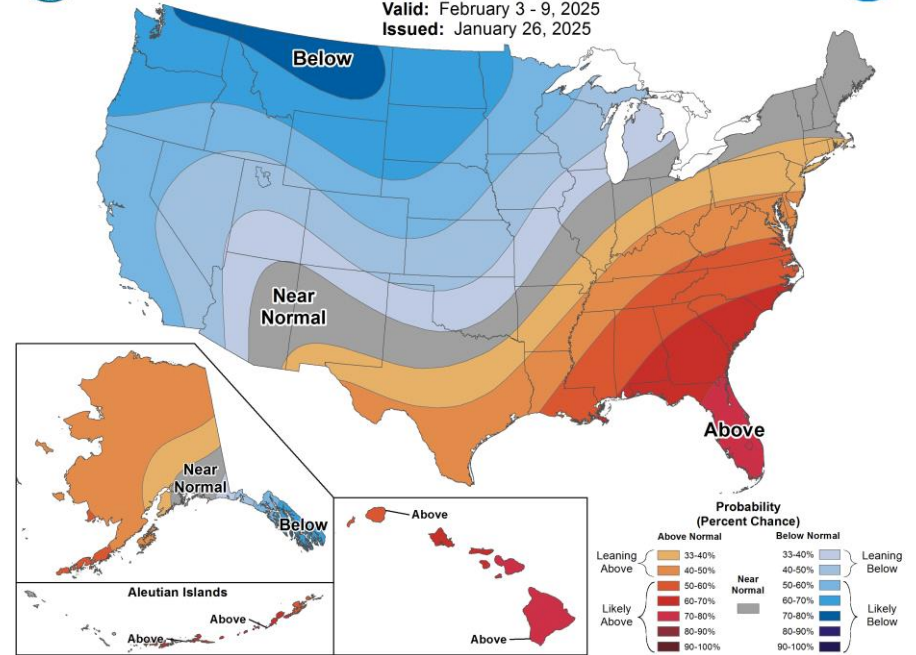 Valid: February 3 - 9, 2025
Issued: January 26, 2025
Below
Near
Normal
Above
Near
Normal
Below
Aleutian Islands
Above
Above
Above
Above
Probability
(Percent Chance)
Above Normal
Below Normal
Leaning
Above
33-40%
40-50%
Likely
Above
50-60%
60-70%
70-80%
80-90%
90-100%
Near
Normal
33-40%
40-50%
Leaning
Below
50-60%
60-70%
70-80%
80-90%
90-100%
Likely
Below